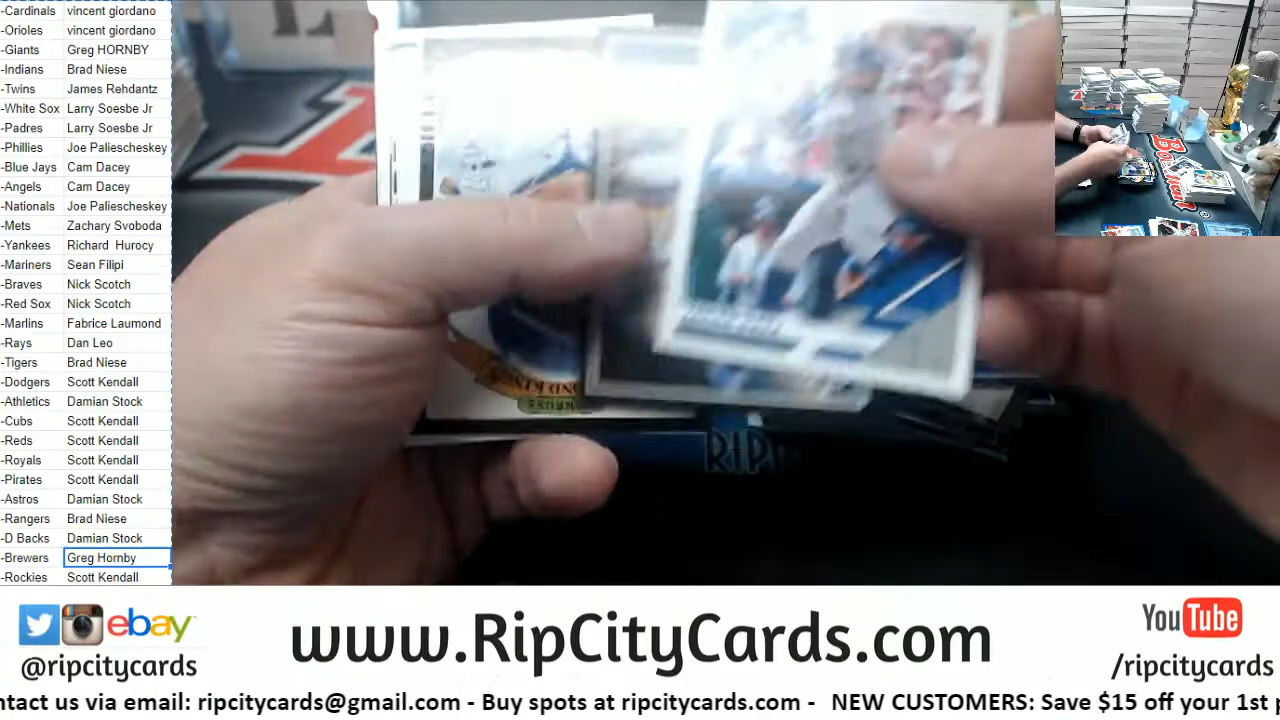 -Cardinals vincent giordano
-Orioles vincent giordano
-Giants Greg HORNBY
-Indians Brad Niese
-Twins James Rehdantz
-White Sox Larry Soesbe Jr
-Padres Larry Soesbe Jr
-Phillies Joe Paliescheskey
-Blue Jays Cam Dacey
-Angels Cam Dacey
-Nationals Joe Paliescheskey
-Mets Zachary Svoboda
-Yankees Richard Hurocy
-Mariners Sean Filipi
-Braves Nick Scotch
-Red Sox Nick Scotch
-Marlins Fabrice Laumond
-Rays Dan Leo
-Tigers Brad Niese
-Dodgers Scott Kendall
-Athletics Damian Stock
-Cubs Scott Kendall
-Reds Scott Kendall
-Royals Scott Kendall
-Pirates Scott Kendall
-Astros Damian Stock
-Rangers Brad Niese
-D Backs Damian Stock
-Brewers Greg Hornby
-Rockies Scott Kendall
RIP
ebay
@ripcitycards
www.RipCityCards.com
YouTube
/ripcitycards
ntact us via email: ripcitycards@gmail.com - Buy spots at ripcitycards.com - NEW CUSTOMERS: Save $15 off your 1st p